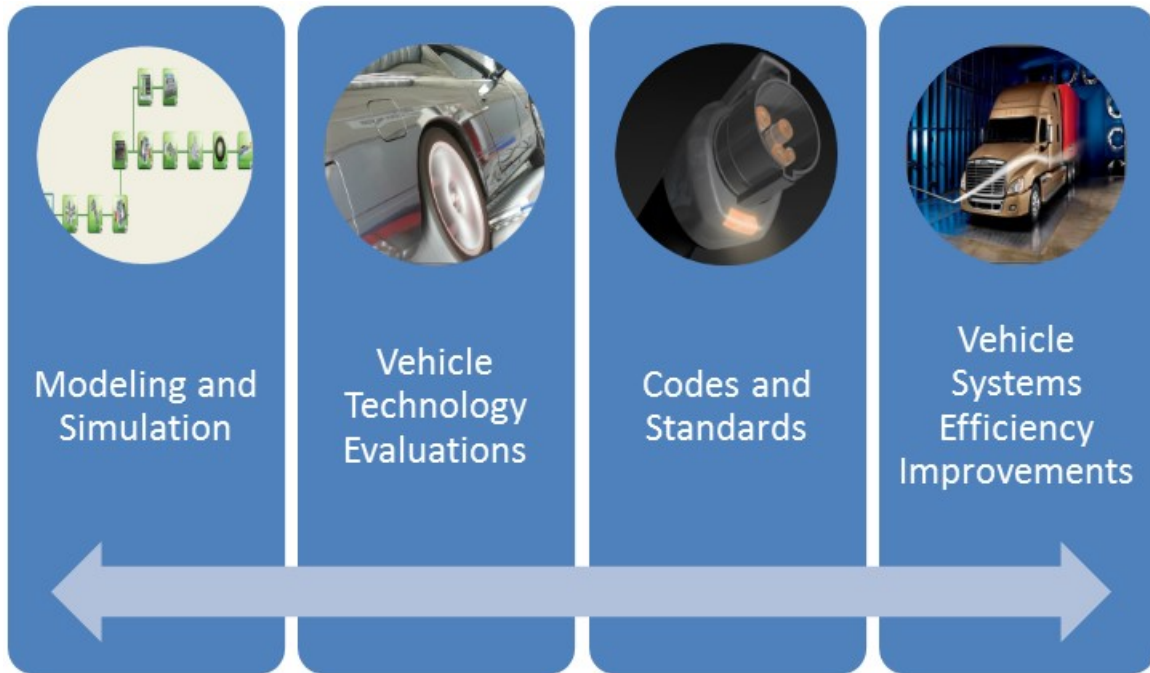 Modeling and
Simulation
Vehicle
Technology
Evaluations
Codes and
Standards
Vehicle
Systems
Efficiency
Improvements